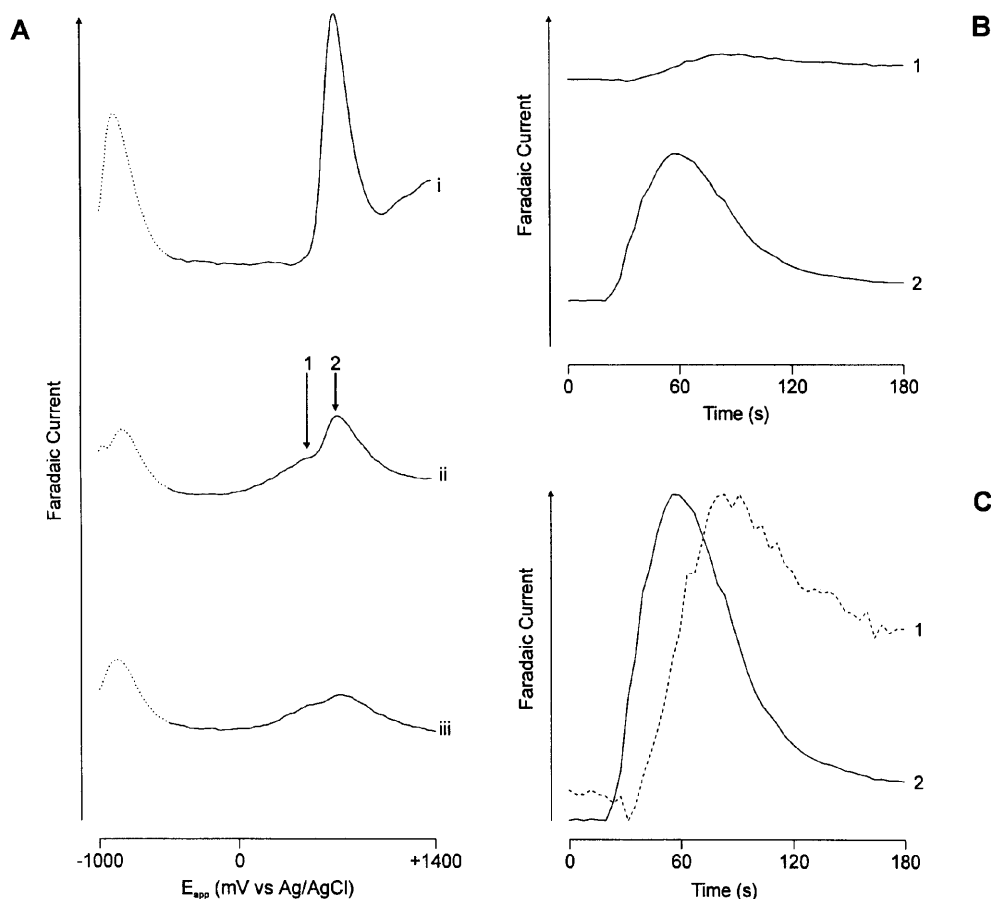 A
Faradaic Current
i
1 2
ii
iii
-1000 0 +1400
E_app (mV vs Ag/AgCl)
B
Faradaic Current
1
2
0 60 120 180
Time (s)
C
Faradaic Current
1
2
0 60 120 180
Time (s)